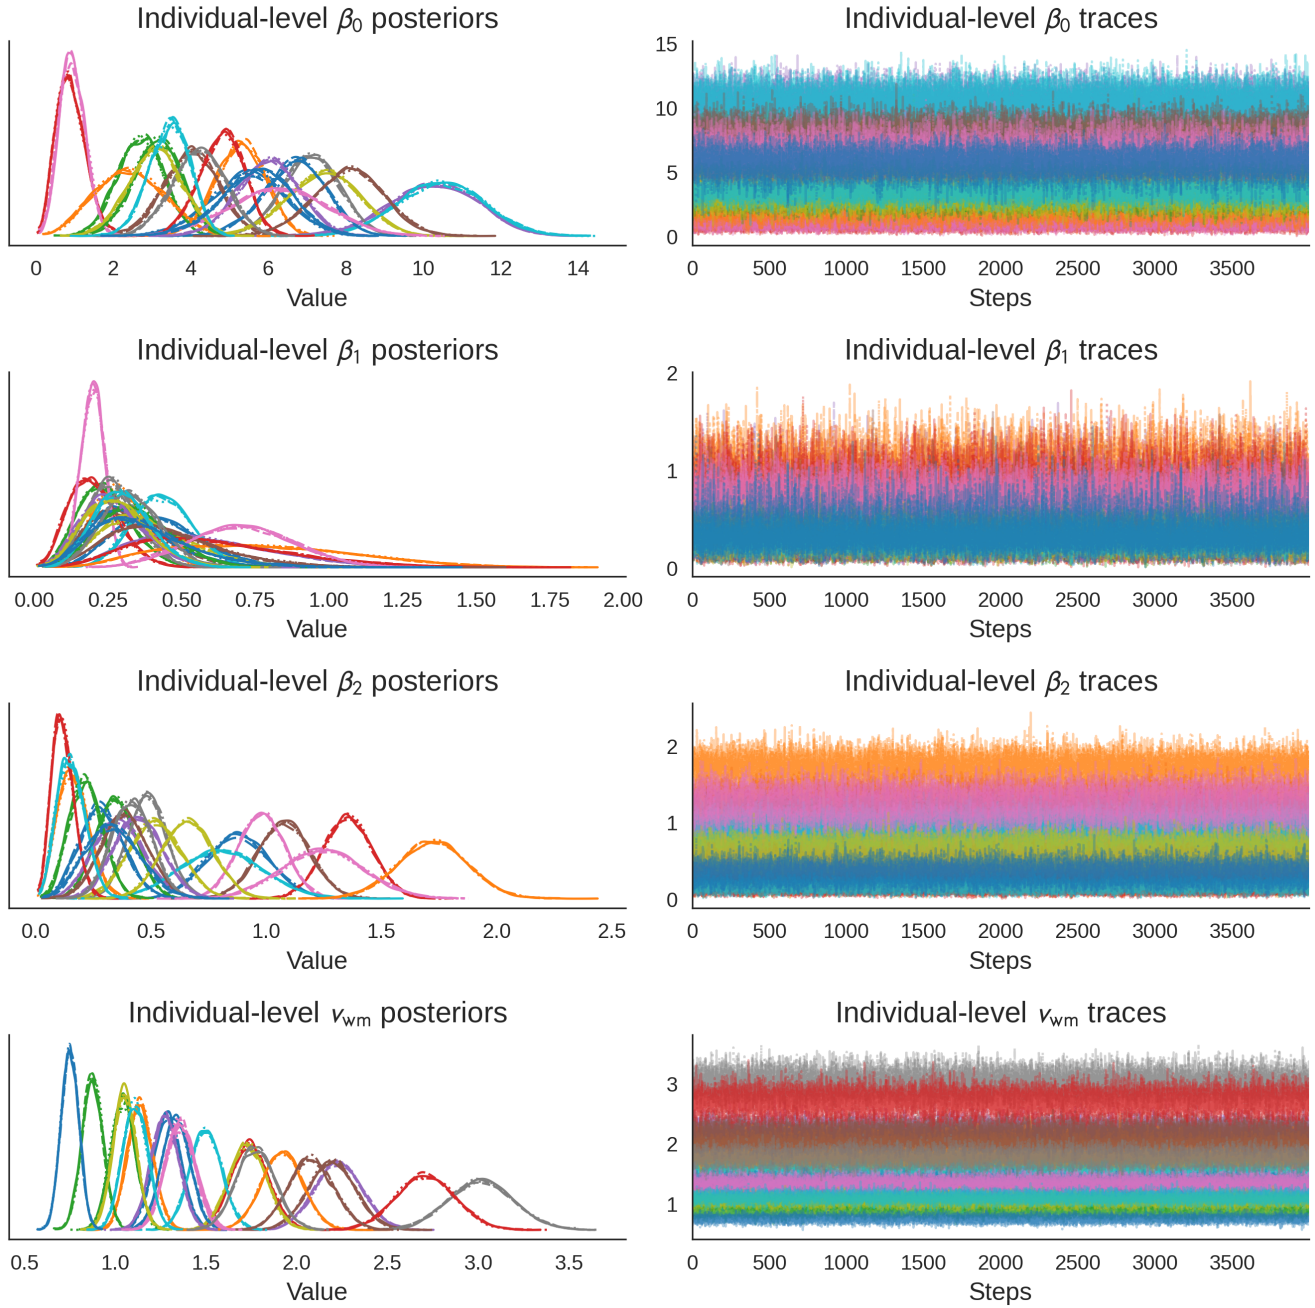 Individual-level β₀ posteriors
0 2 4 6 8 10 12 14
Value
Individual-level β₀ traces
15
10
5
0
0 500 1000 1500 2000 2500 3000 3500
Steps
Individual-level β₁ posteriors
0.00 0.25 0.50 0.75 1.00 1.25 1.50 1.75 2.00
Value
Individual-level β₁ traces
2
1
0
0 500 1000 1500 2000 2500 3000 3500
Steps
Individual-level β₂ posteriors
0.0 0.5 1.0 1.5 2.0 2.5
Value
Individual-level β₂ traces
2
1
0
0 500 1000 1500 2000 2500 3000 3500
Steps
Individual-level v_wm posteriors
0.5 1.0 1.5 2.0 2.5 3.0 3.5
Value
Individual-level v_wm traces
3
2
1
0 500 1000 1500 2000 2500 3000 3500
Steps